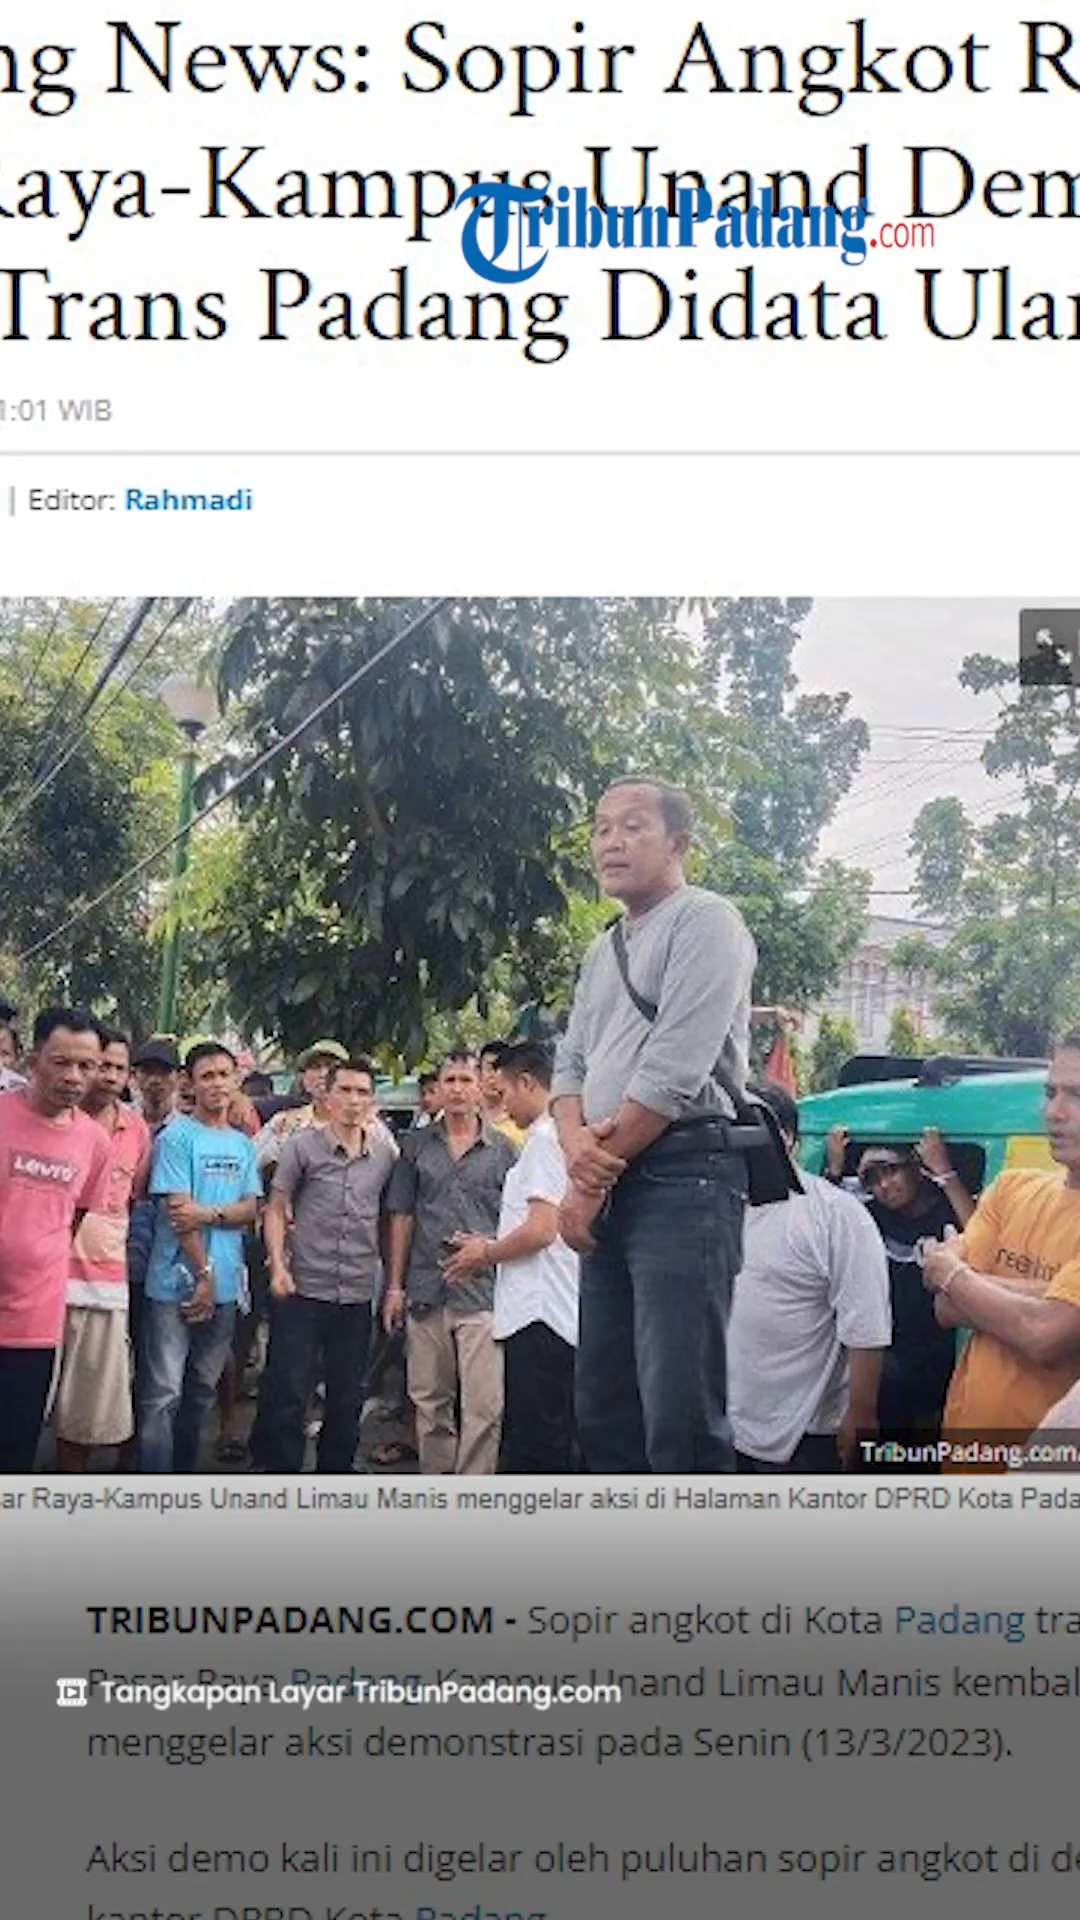 ng News: Sopir Angkot R
Raya-Kampus Unand Dem
TribunPadang.com
Trans Padang Didata Ular
1:01 WIB
| Editor: Rahmadi
Levi's
TribunPadang.com
sar Raya-Kampus Unand Limau Manis menggelar aksi di Halaman Kantor DPRD Kota Pada
TRIBUNPADANG.COM - Sopir angkot di Kota Padang tra
Pasar Raya Padang-Kampus Unand Limau Manis kembal
Tangkapan Layar TribunPadang.com
menggelar aksi demonstrasi pada Senin (13/3/2023).
Aksi demo kali ini digelar oleh puluhan sopir angkot di de
kantor DPRD Kota Padang.